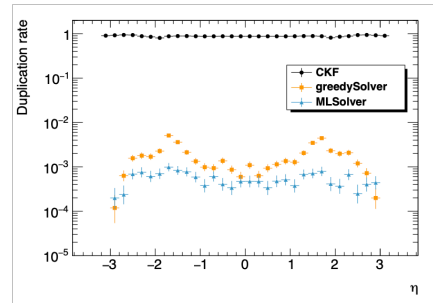 Duplication rate
1
10⁻¹
10⁻²
10⁻³
10⁻⁴
10⁻⁵
CKF
greedySolver
MLSolver
−3 −2 −1 0 1 2 3
η